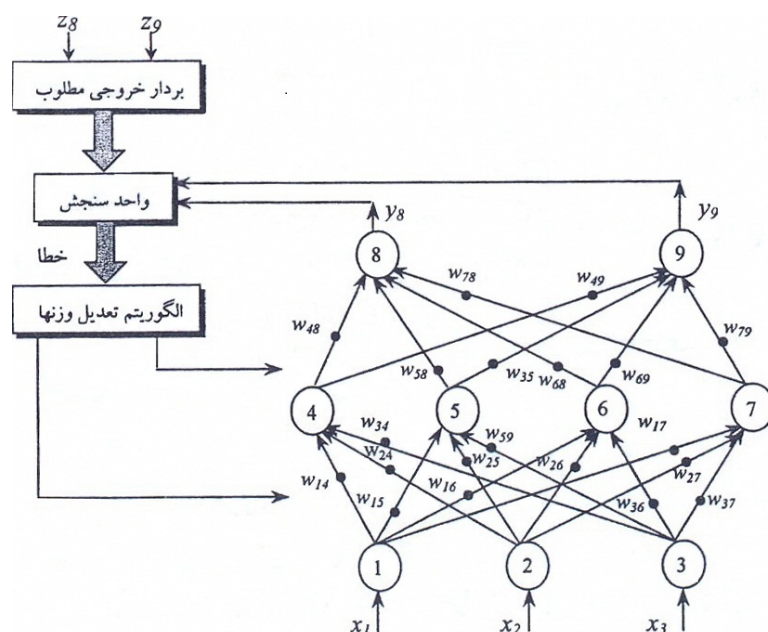 z8 z9
بردار خروجی مطلوب
واحد سنجش
y8 y9
خطا
8 9
w78 w49
الگوریتم تعدیل وزنها
w48 w79
w58 w35 w68 w69
4 5 6 7
w34 w59 w17
w24 w25 w26 w27
w14 w15 w16 w36 w37
1 2 3
x1 x2 x3